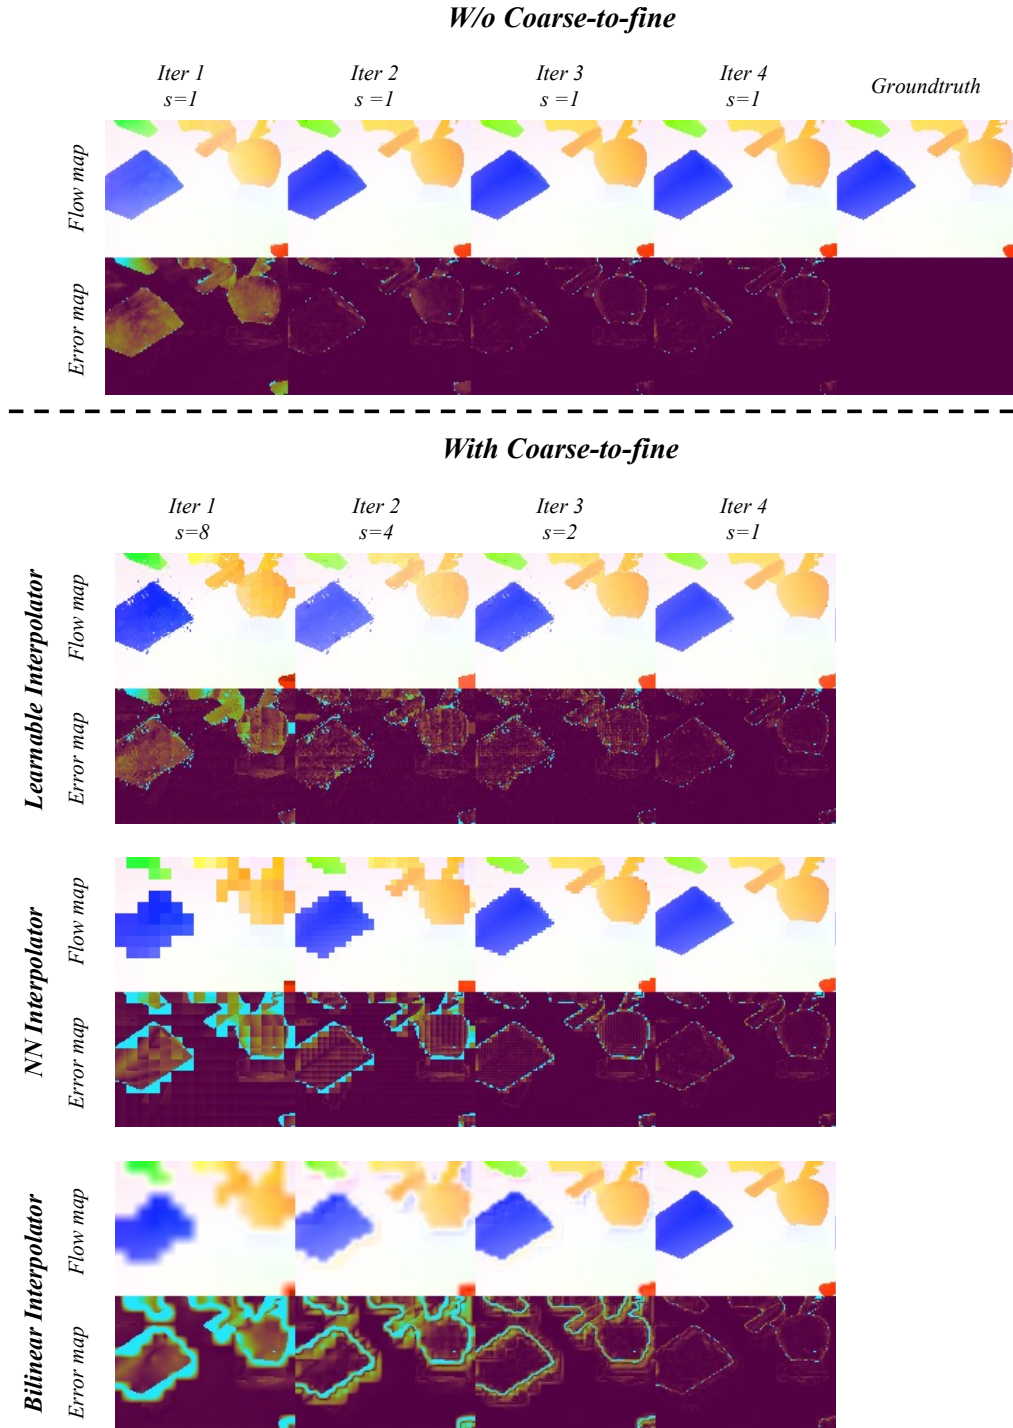 W/o Coarse-to-fine
Iter 1
s=1
Iter 2
s =1
Iter 3
s =1
Iter 4
s=1
Groundtruth
Flow map
Error map
With Coarse-to-fine
Iter 1
s=8
Iter 2
s=4
Iter 3
s=2
Iter 4
s=1
Learnable Interpolator
Flow map
Error map
NN Interpolator
Flow map
Error map
Bilinear Interpolator
Flow map
Error map